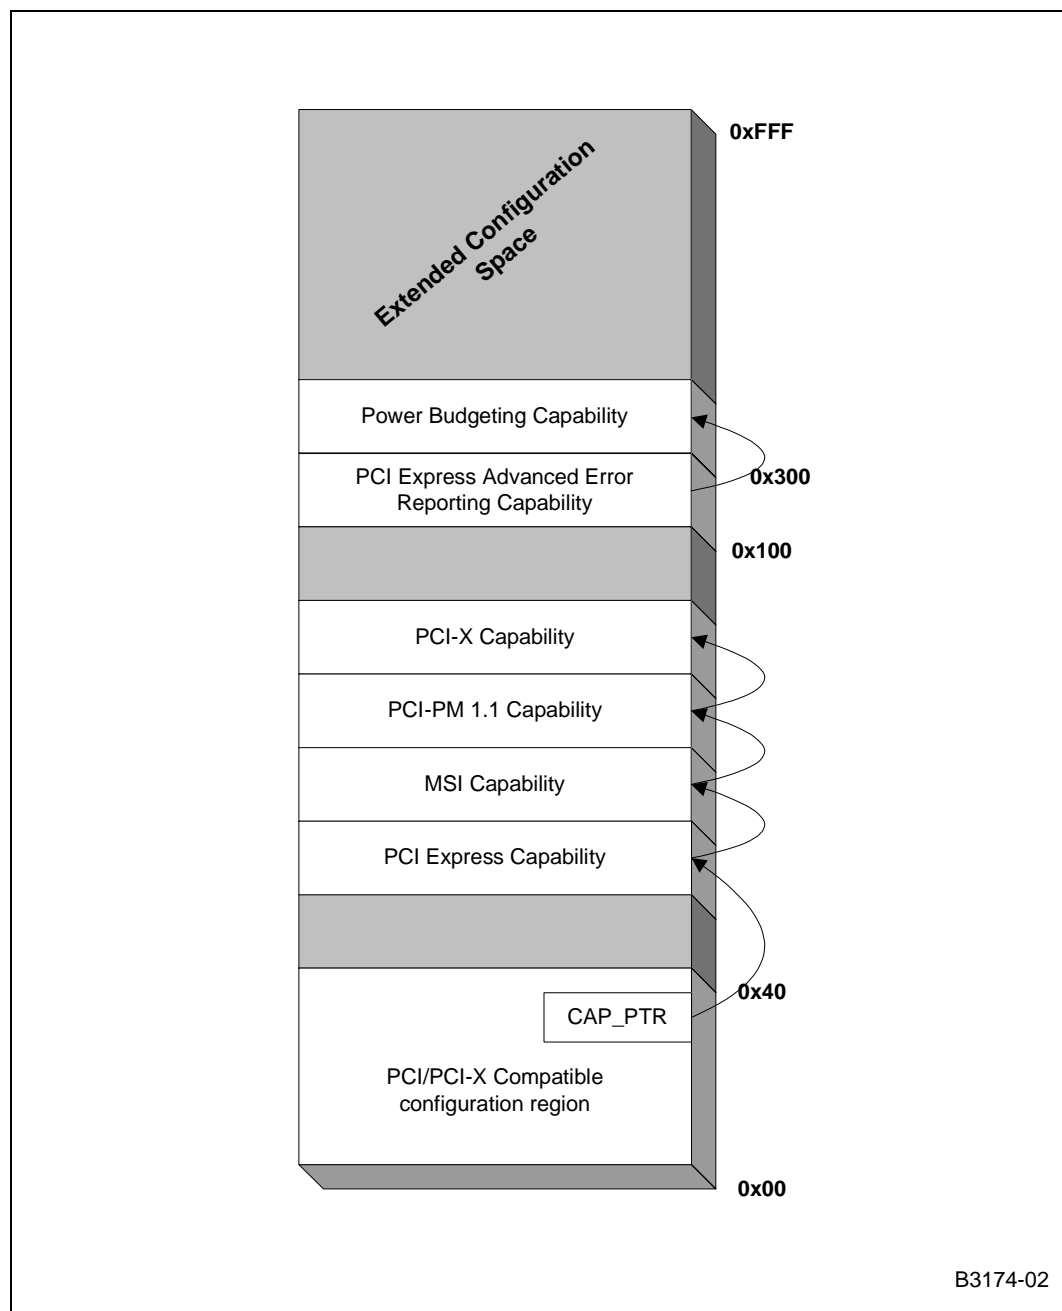 0xFFF
Extended Configuration
Space
Power Budgeting Capability
0x300
PCI Express Advanced Error
Reporting Capability
0x100
PCI-X Capability
PCI-PM 1.1 Capability
MSI Capability
PCI Express Capability
0x40
CAP_PTR
PCI/PCI-X Compatible
configuration region
0x00
B3174-02